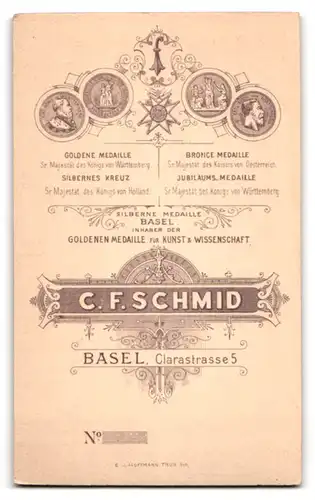 GOLDENE MEDAILLE
Sr. Majestät des Königs von Württemberg.
SILBERNES KREUZ
Sr. Majestät des Königs von Holland.
BRONCE MEDAILLE
Sr. Majestät des Kaisers von Oesterreich.
JUBILÄUMS. MEDAILLE
Sr. Majestät des Königs von Württemberg
SILBERNE MEDAILLE
BASEL
INHABER DER
GOLDENEN MEDAILLE FÜR KUNST & WISSENSCHAFT
C. F. SCHMID
BASEL, Clarastrasse 5
No